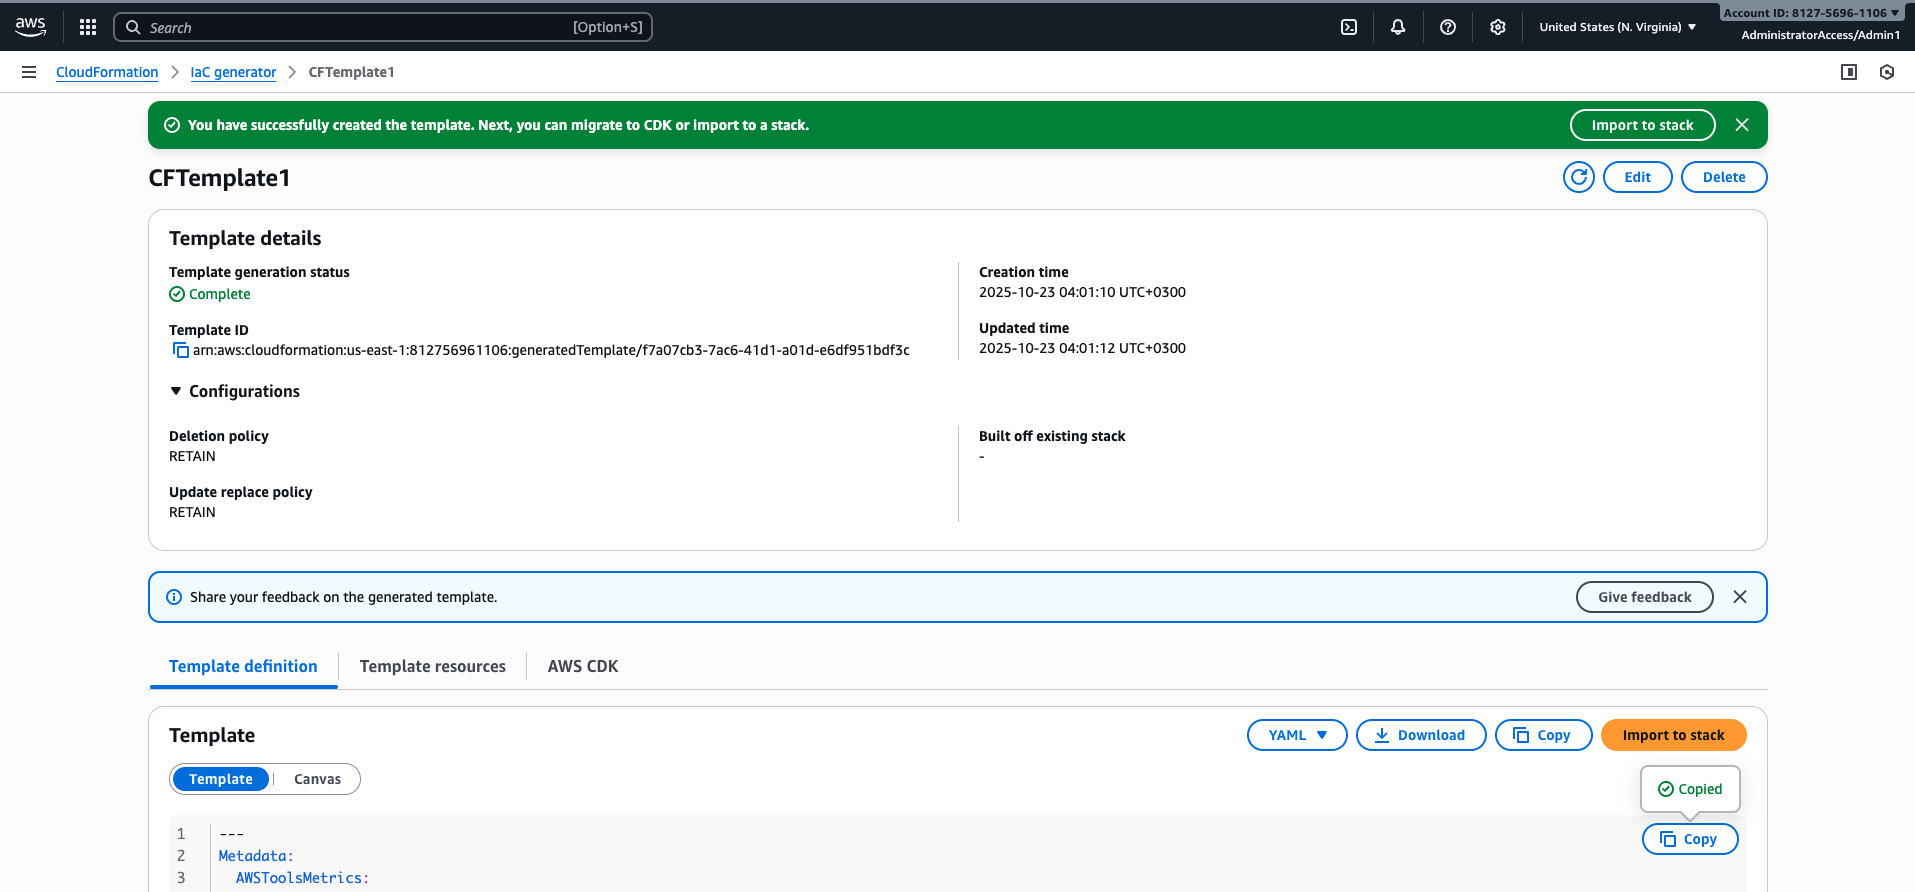 aws
Search [Option+S]
United States (N. Virginia)
Account ID: 8127-5696-1106
AdministratorAccess/Admin1
CloudFormation
IaC generator
CFTemplate1
You have successfully created the template. Next, you can migrate to CDK or import to a stack.
Import to stack
CFTemplate1
Edit
Delete
Template details
Template generation status
Complete
Template ID
arn:aws:cloudformation:us-east-1:812756961106:generatedTemplate/f7a07cb3-7ac6-41d1-a01d-e6df951bdf3c
Creation time
2025-10-23 04:01:10 UTC+0300
Updated time
2025-10-23 04:01:12 UTC+0300
Configurations
Deletion policy
RETAIN
Update replace policy
RETAIN
Built off existing stack
-
Share your feedback on the generated template.
Give feedback
Template definition
Template resources
AWS CDK
Template
YAML
Download
Copy
Import to stack
Template
Canvas
Copied
Copy
1 ---
2 Metadata:
3 AWSToolsMetrics: